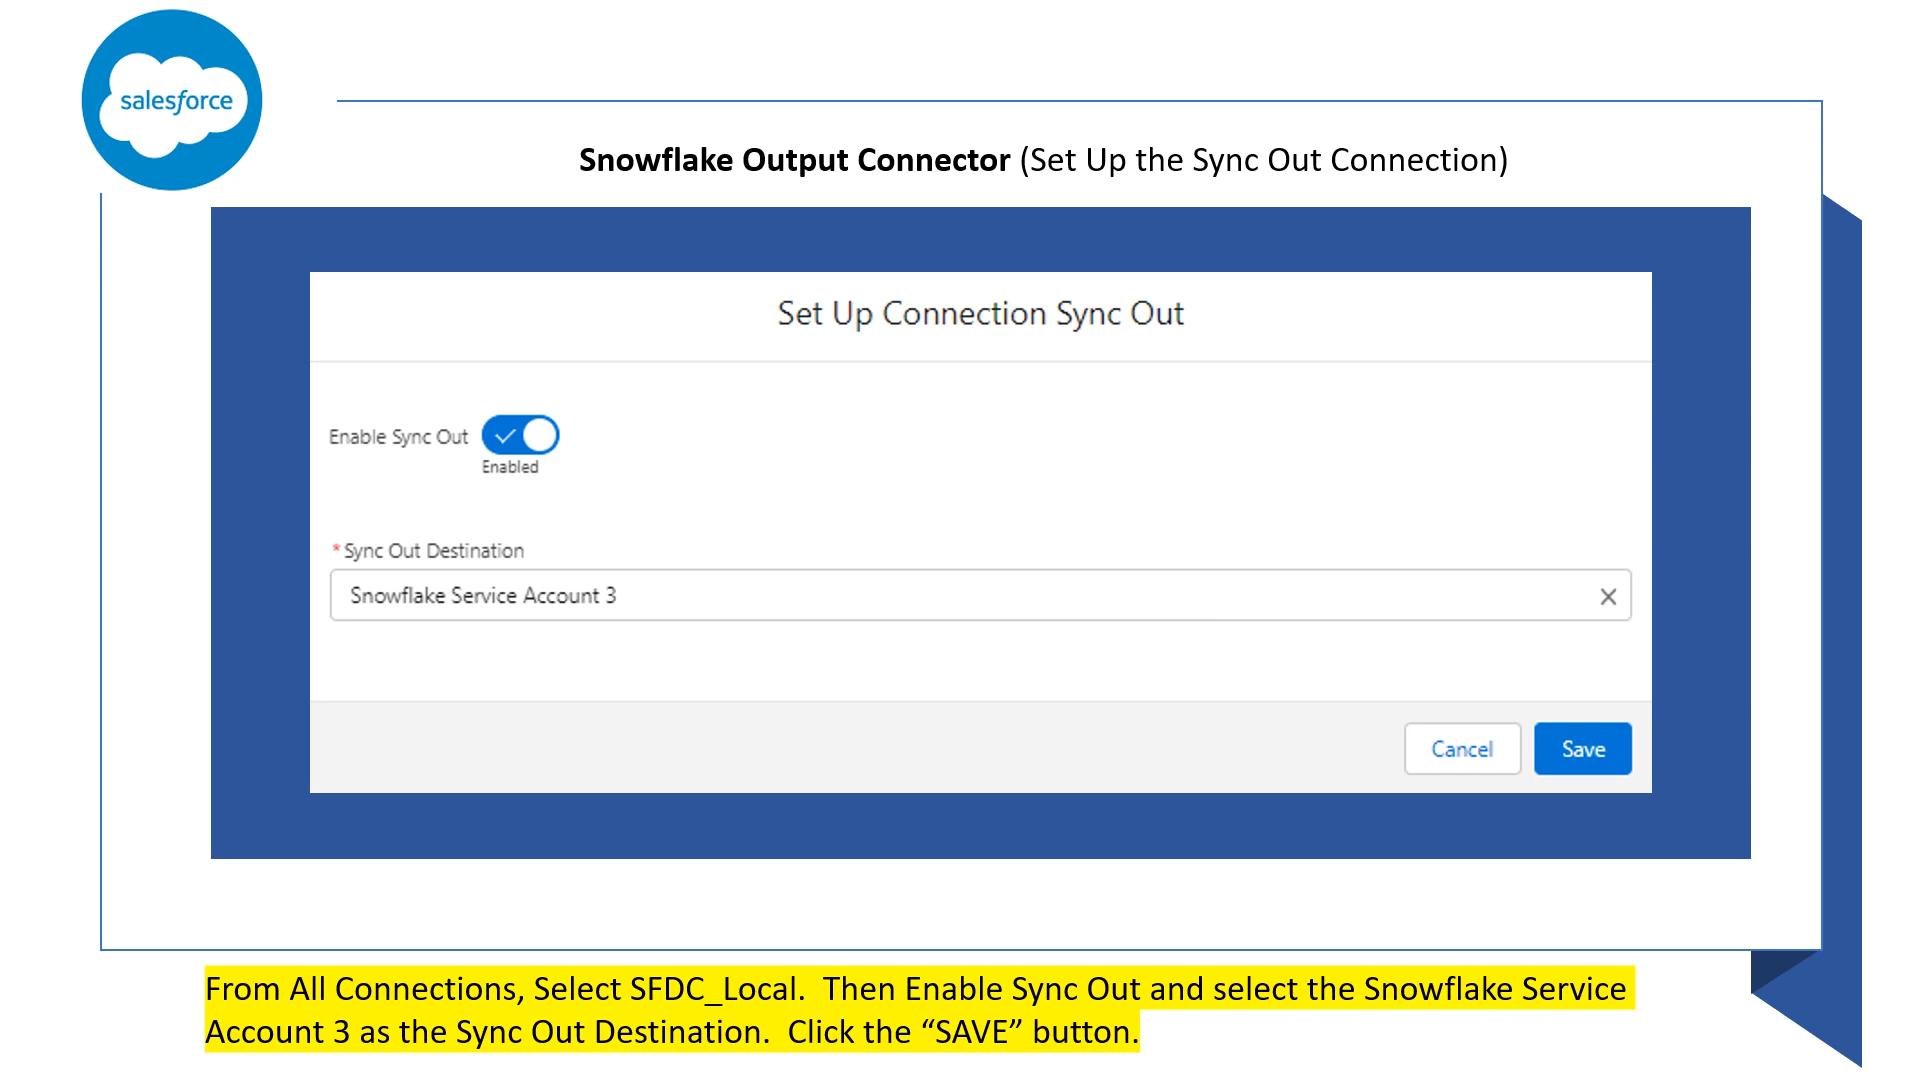 salesforce
Snowflake Output Connector (Set Up the Sync Out Connection)
Set Up Connection Sync Out
Enable Sync Out
Enabled
* Sync Out Destination
Snowflake Service Account 3
Cancel
Save
From All Connections, Select SFDC_Local.  Then Enable Sync Out and select the Snowflake Service
Account 3 as the Sync Out Destination.  Click the “SAVE” button.